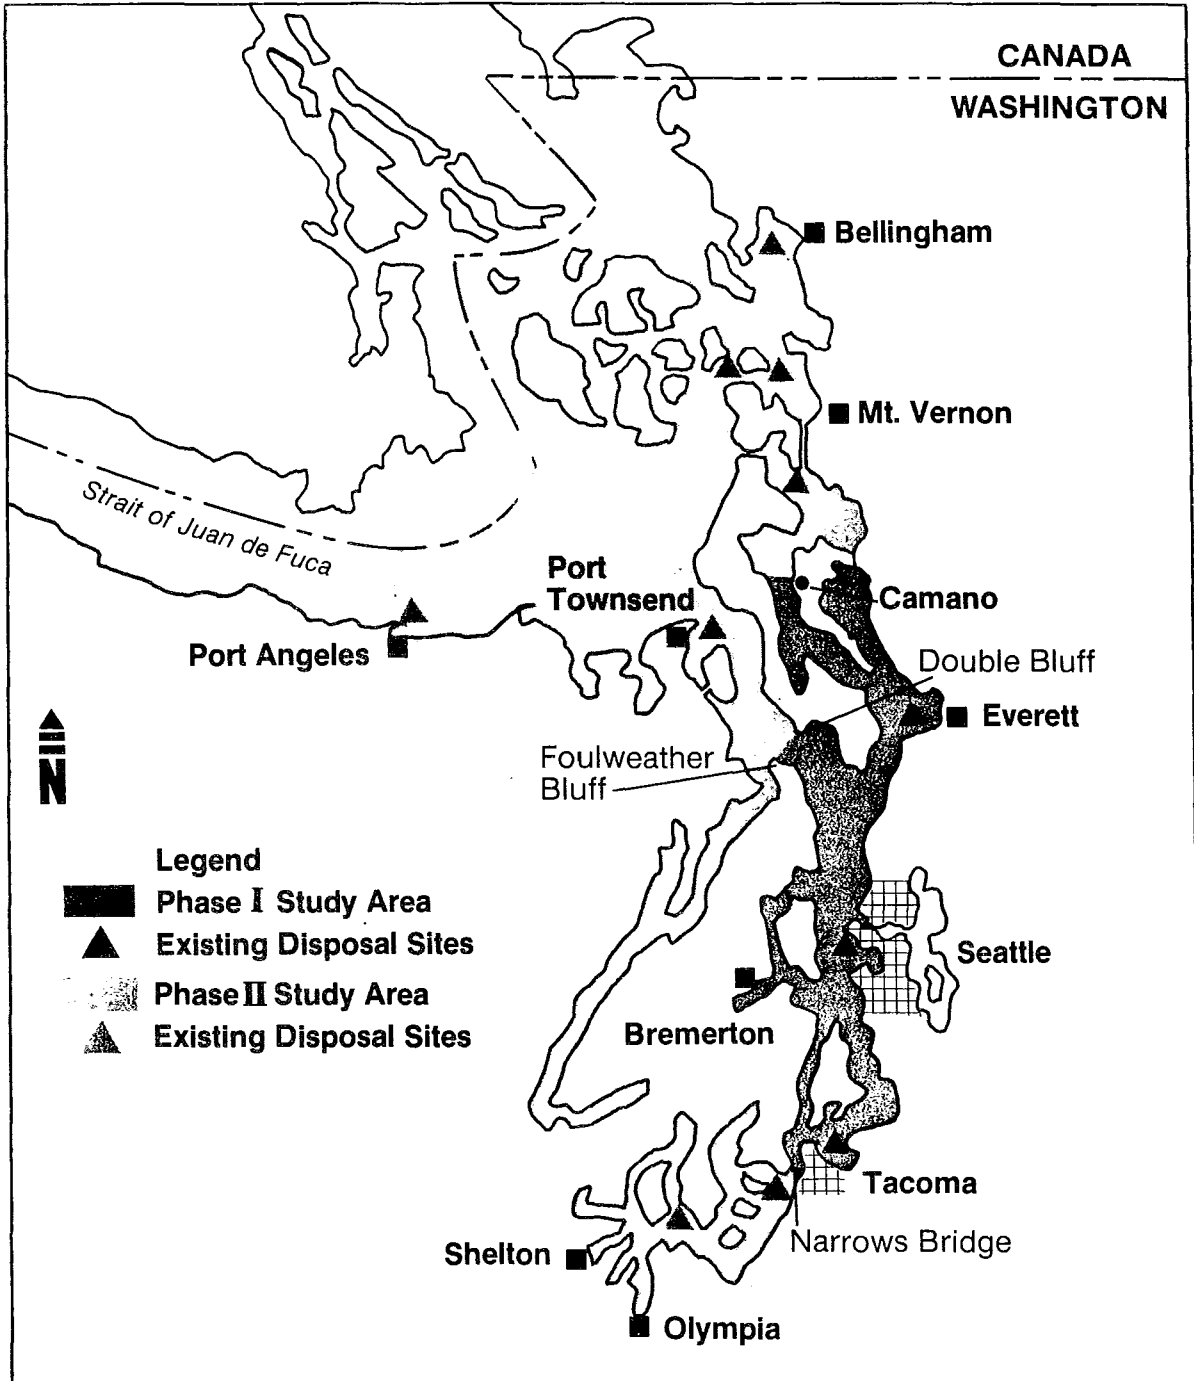 CANADA
WASHINGTON
Bellingham
Mt. Vernon
Strait of Juan de Fuca
Port
Townsend
Camano
Port Angeles
Double Bluff
Everett
Foulweather
Bluff
N
Legend
Phase I Study Area
Existing Disposal Sites
Phase II Study Area
Existing Disposal Sites
Seattle
Bremerton
Tacoma
Narrows Bridge
Shelton
Olympia